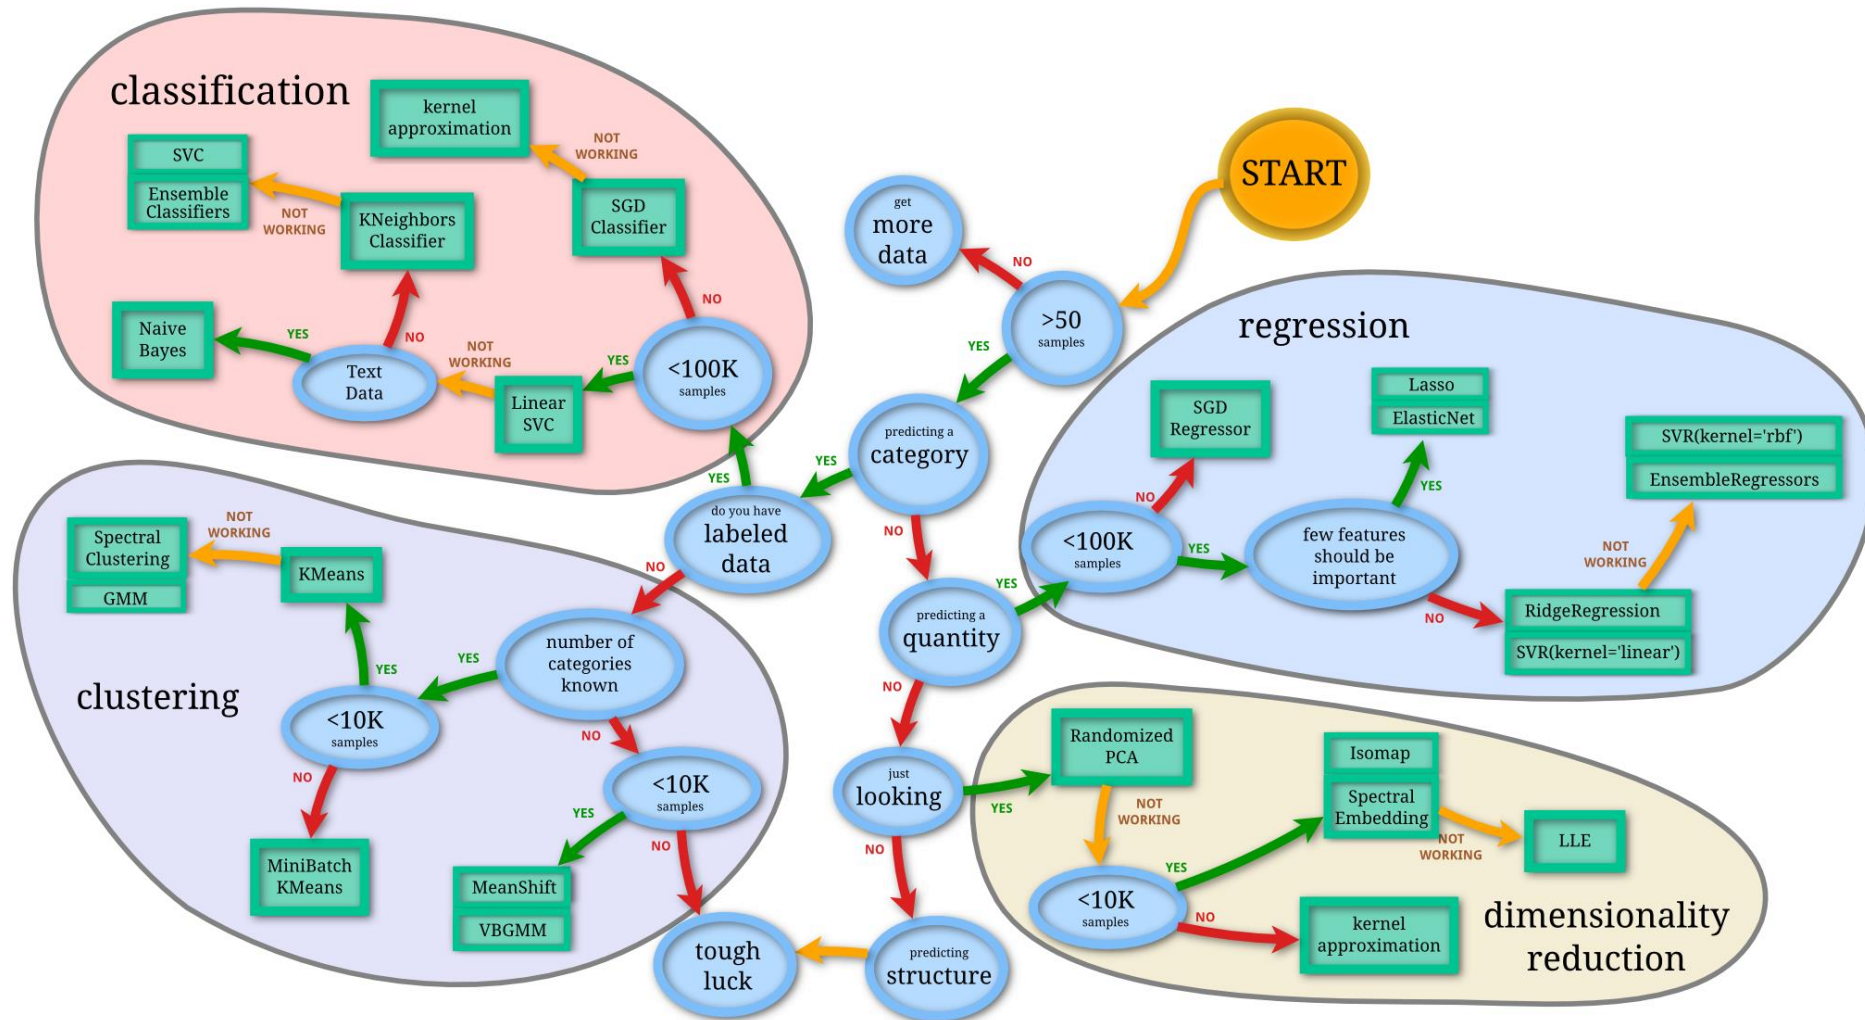 classification
kernel
approximation
NOT
WORKING
SVC
Ensemble
Classifiers
NOT
WORKING
KNeighbors
Classifier
SGD
Classifier
NO
Naive
Bayes
YES
NO
Text
Data
NOT
WORKING
Linear
SVC
YES
<100K
samples
START
get
more
data
NO
>50
samples
YES
predicting a
category
YES
NO
do you have
labeled
data
YES
NO
predicting a
quantity
YES
NO
just
looking
YES
NO
predicting
structure
tough
luck
regression
SGD
Regressor
Lasso
ElasticNet
SVR(kernel='rbf')
EnsembleRegressors
<100K
samples
NO
YES
few features
should be
important
YES
NO
NOT
WORKING
RidgeRegression
SVR(kernel='linear')
clustering
Spectral
Clustering
GMM
NOT
WORKING
KMeans
YES
<10K
samples
YES
number of
categories
known
NO
NO
MiniBatch
KMeans
<10K
samples
YES
NO
MeanShift
VBGMM
Randomized
PCA
NOT
WORKING
<10K
samples
YES
NO
Isomap
Spectral
Embedding
NOT
WORKING
LLE
kernel
approximation
dimensionality
reduction